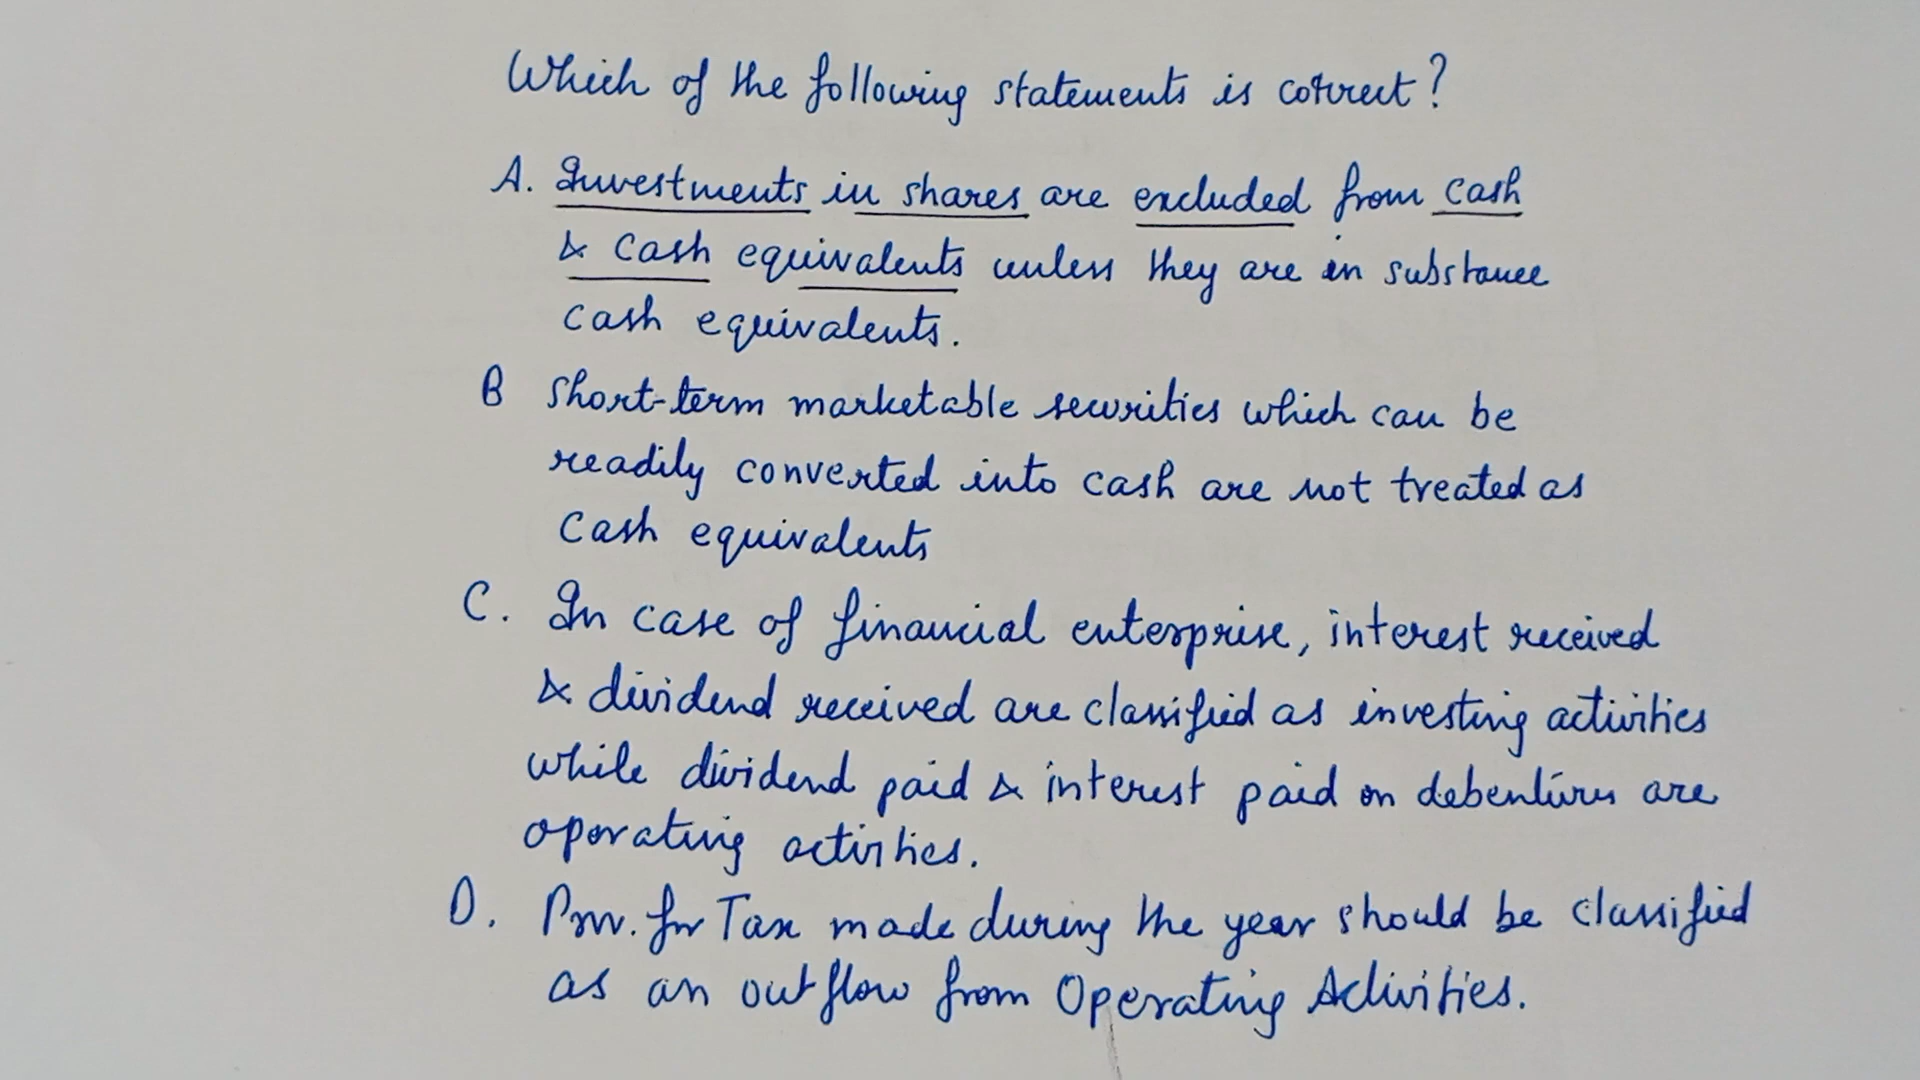 Which of the following statements is correct?
A. Investments in shares are excluded from cash
& cash equivalents unless they are in substance
cash equivalents.
B Short-term marketable securities which can be
readily converted into cash are not treated as
cash equivalents
C. In case of financial enterprise, interest received
& dividend received are classified as investing activities
while dividend paid & interest paid on debentures are
operating activities.
D. Prov. for Tax made during the year should be classified
as an outflow from Operating Activities.